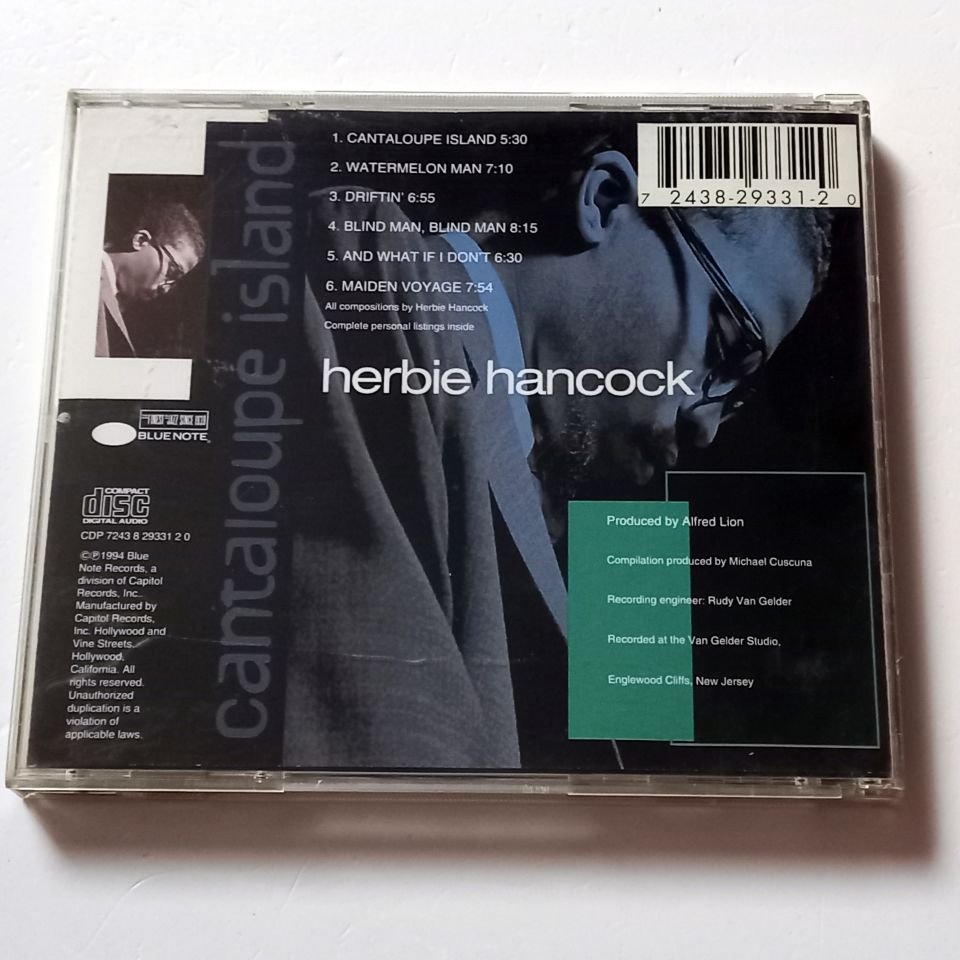 1. CANTALOUPE ISLAND 5:30
2. WATERMELON MAN 7:10
3. DRIFTIN' 6:55
4. BLIND MAN, BLIND MAN 8:15
5. AND WHAT IF I DON'T 6:30
6. MAIDEN VOYAGE 7:54
All compositions by Herbie Hancock
Complete personal listings inside
herbie hancock
7 2438-29331-2 0
cantaloupe island
THE FINEST IN JAZZ SINCE 1939
BLUE NOTE
COMPACT
disc
DIGITAL AUDIO
CDP 7243 8 29331 2 0
©℗1994 Blue
Note Records, a
division of Capitol
Records, Inc..
Manufactured by
Capitol Records,
Inc. Hollywood and
Vine Streets,
Hollywood,
California. All
rights reserved.
Unauthorized
duplication is a
violation of
applicable laws.
Produced by Alfred Lion
Compilation produced by Michael Cuscuna
Recording engineer: Rudy Van Gelder
Recorded at the Van Gelder Studio,
Englewood Cliffs, New Jersey